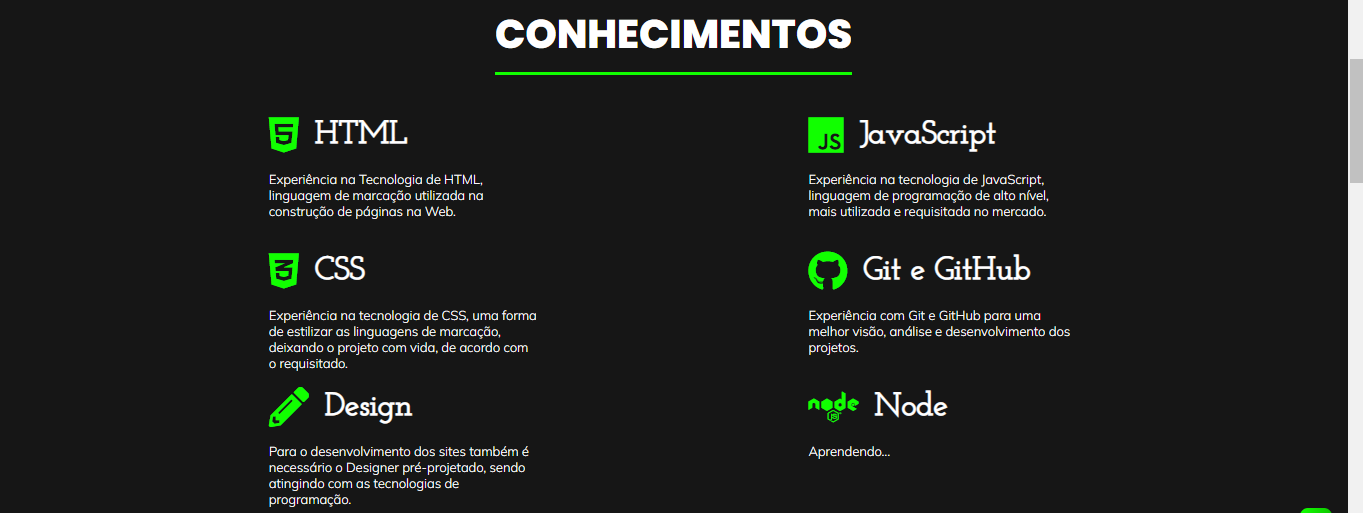 CONHECIMENTOS
HTML
Experiência na Tecnologia de HTML,
linguagem de marcação utilizada na
construção de páginas na Web.
JS
JavaScript
Experiência na tecnologia de JavaScript,
linguagem de programação de alto nível,
mais utilizada e requisitada no mercado.
CSS
Experiência na tecnologia de CSS, uma forma
de estilizar as linguagens de marcação,
deixando o projeto com vida, de acordo com
o requisitado.
Git e GitHub
Experiência com Git e GitHub para uma
melhor visão, análise e desenvolvimento dos
projetos.
Design
Para o desenvolvimento dos sites também é
necessário o Designer pré-projetado, sendo
atingindo com as tecnologias de
programação.
node
JS
Node
Aprendendo...